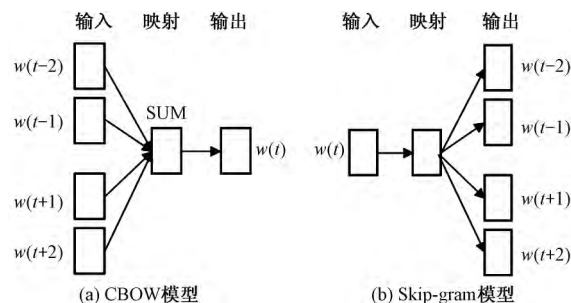 输入 映射 输出
w(t−2)
w(t−1)
SUM
w(t)
w(t+1)
w(t+2)
(a) CBOW模型
输入 映射 输出
w(t−2)
w(t−1)
w(t)
w(t+1)
w(t+2)
(b) Skip-gram模型